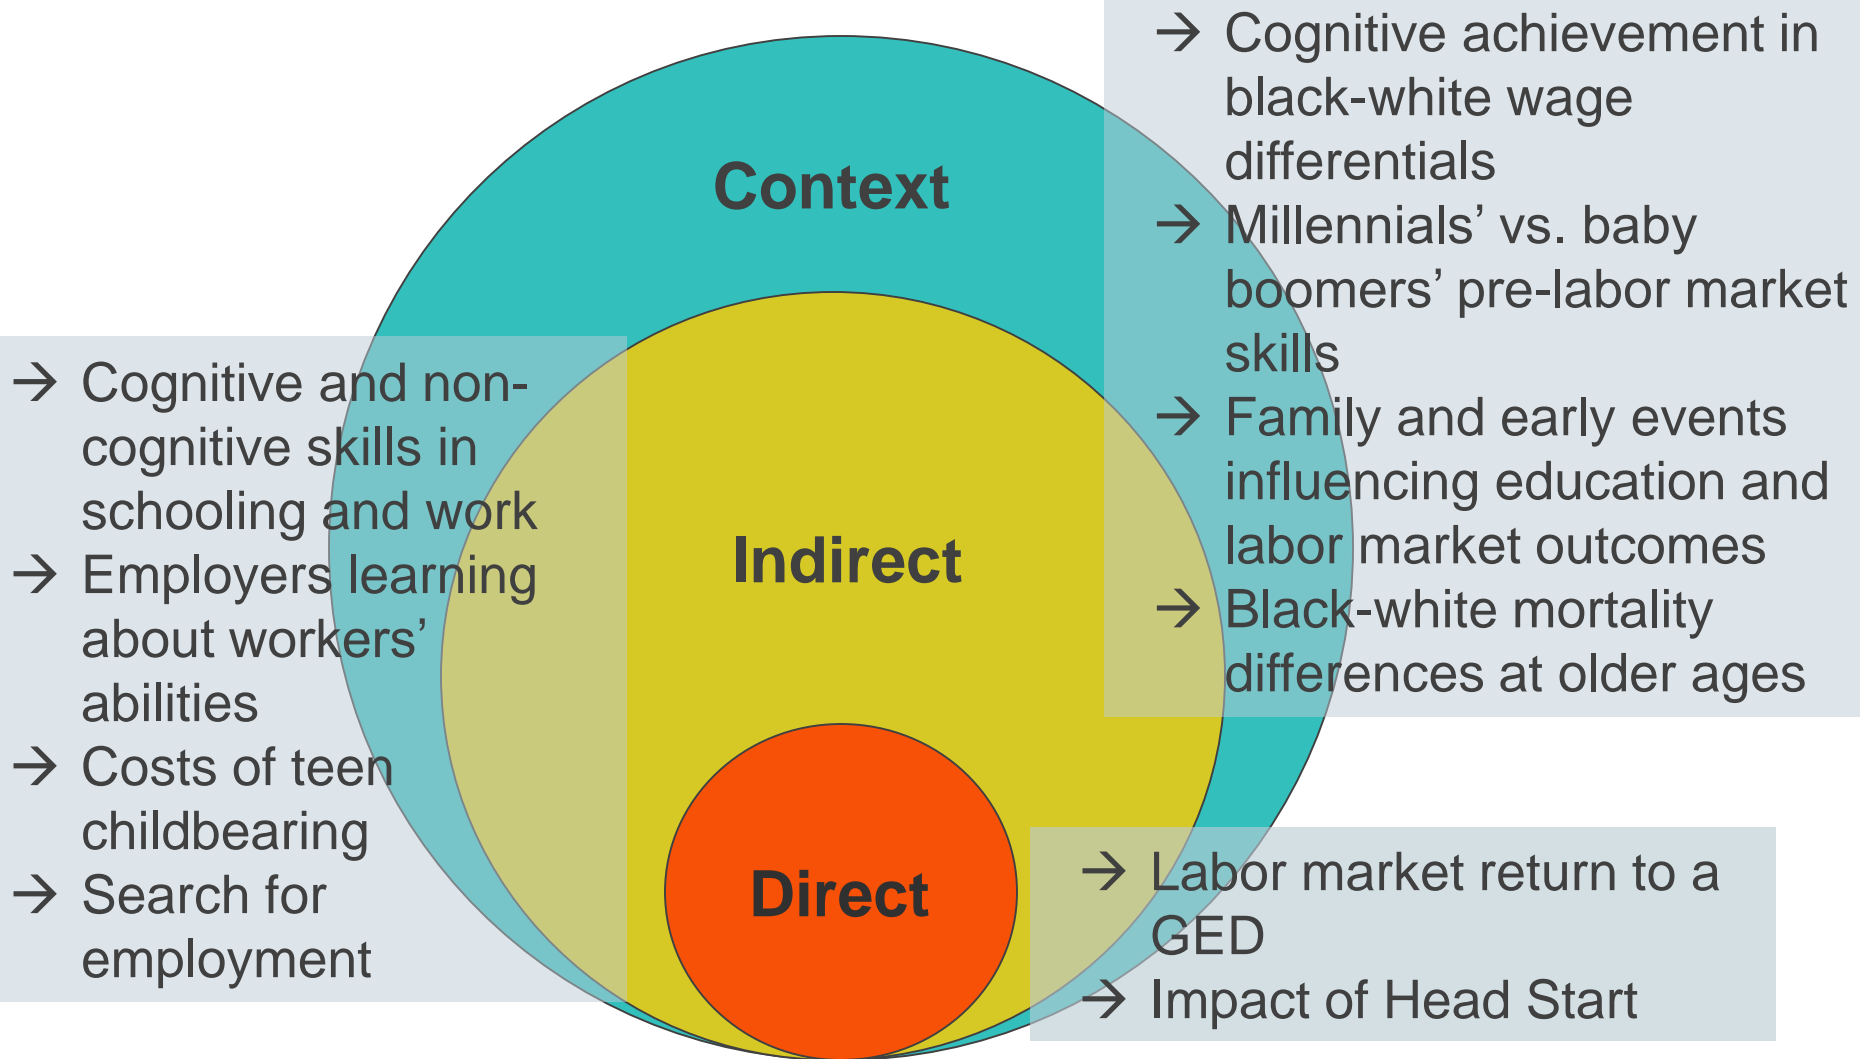 Context
→ Cognitive achievement in
black-white wage
differentials
→ Millennials’ vs. baby
boomers’ pre-labor market
skills
→ Family and early events
influencing education and
labor market outcomes
→ Black-white mortality
differences at older ages
Indirect
→ Cognitive and non-
cognitive skills in
schooling and work
→ Employers learning
about workers’
abilities
→ Costs of teen
childbearing
→ Search for
employment
Direct
→ Labor market return to a
GED
→ Impact of Head Start